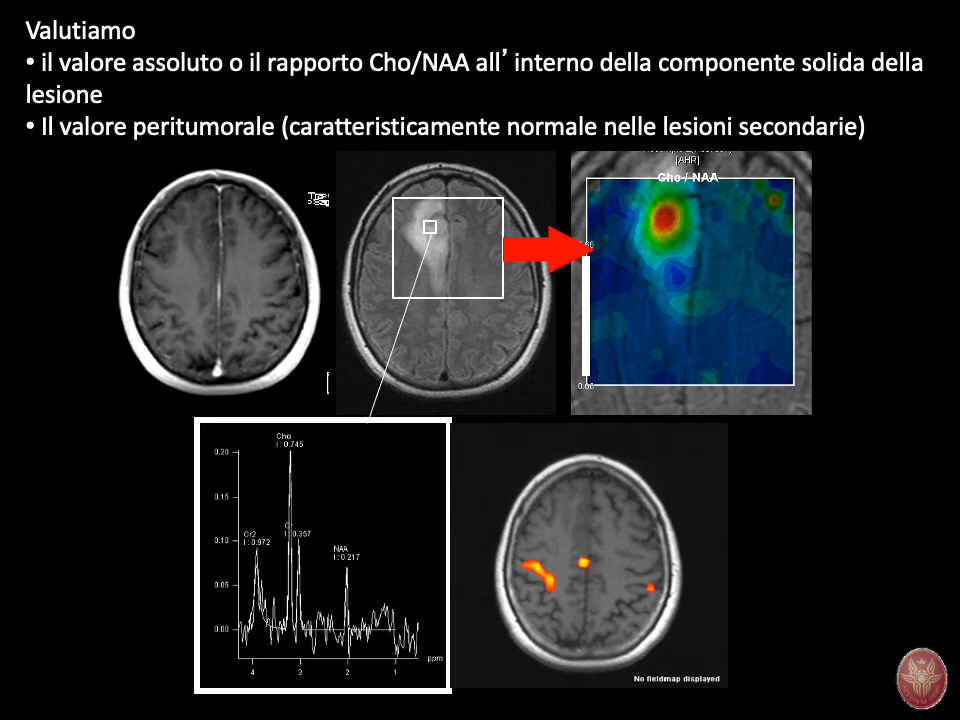 Valutiamo
• il valore assoluto o il rapporto Cho/NAA all’ interno della componente solida della
lesione
• Il valore peritumorale (caratteristicamente normale nelle lesioni secondarie)
[AHR]
Cho / NAA
0.00
Cho
I : 0.745
0.20
0.15
Cr
I : 0.357
Cr2
I : 0.972
0.10
NAA
I : 0.217
0.05
0.00
ppm
4 3 2 1
No fieldmap displayed